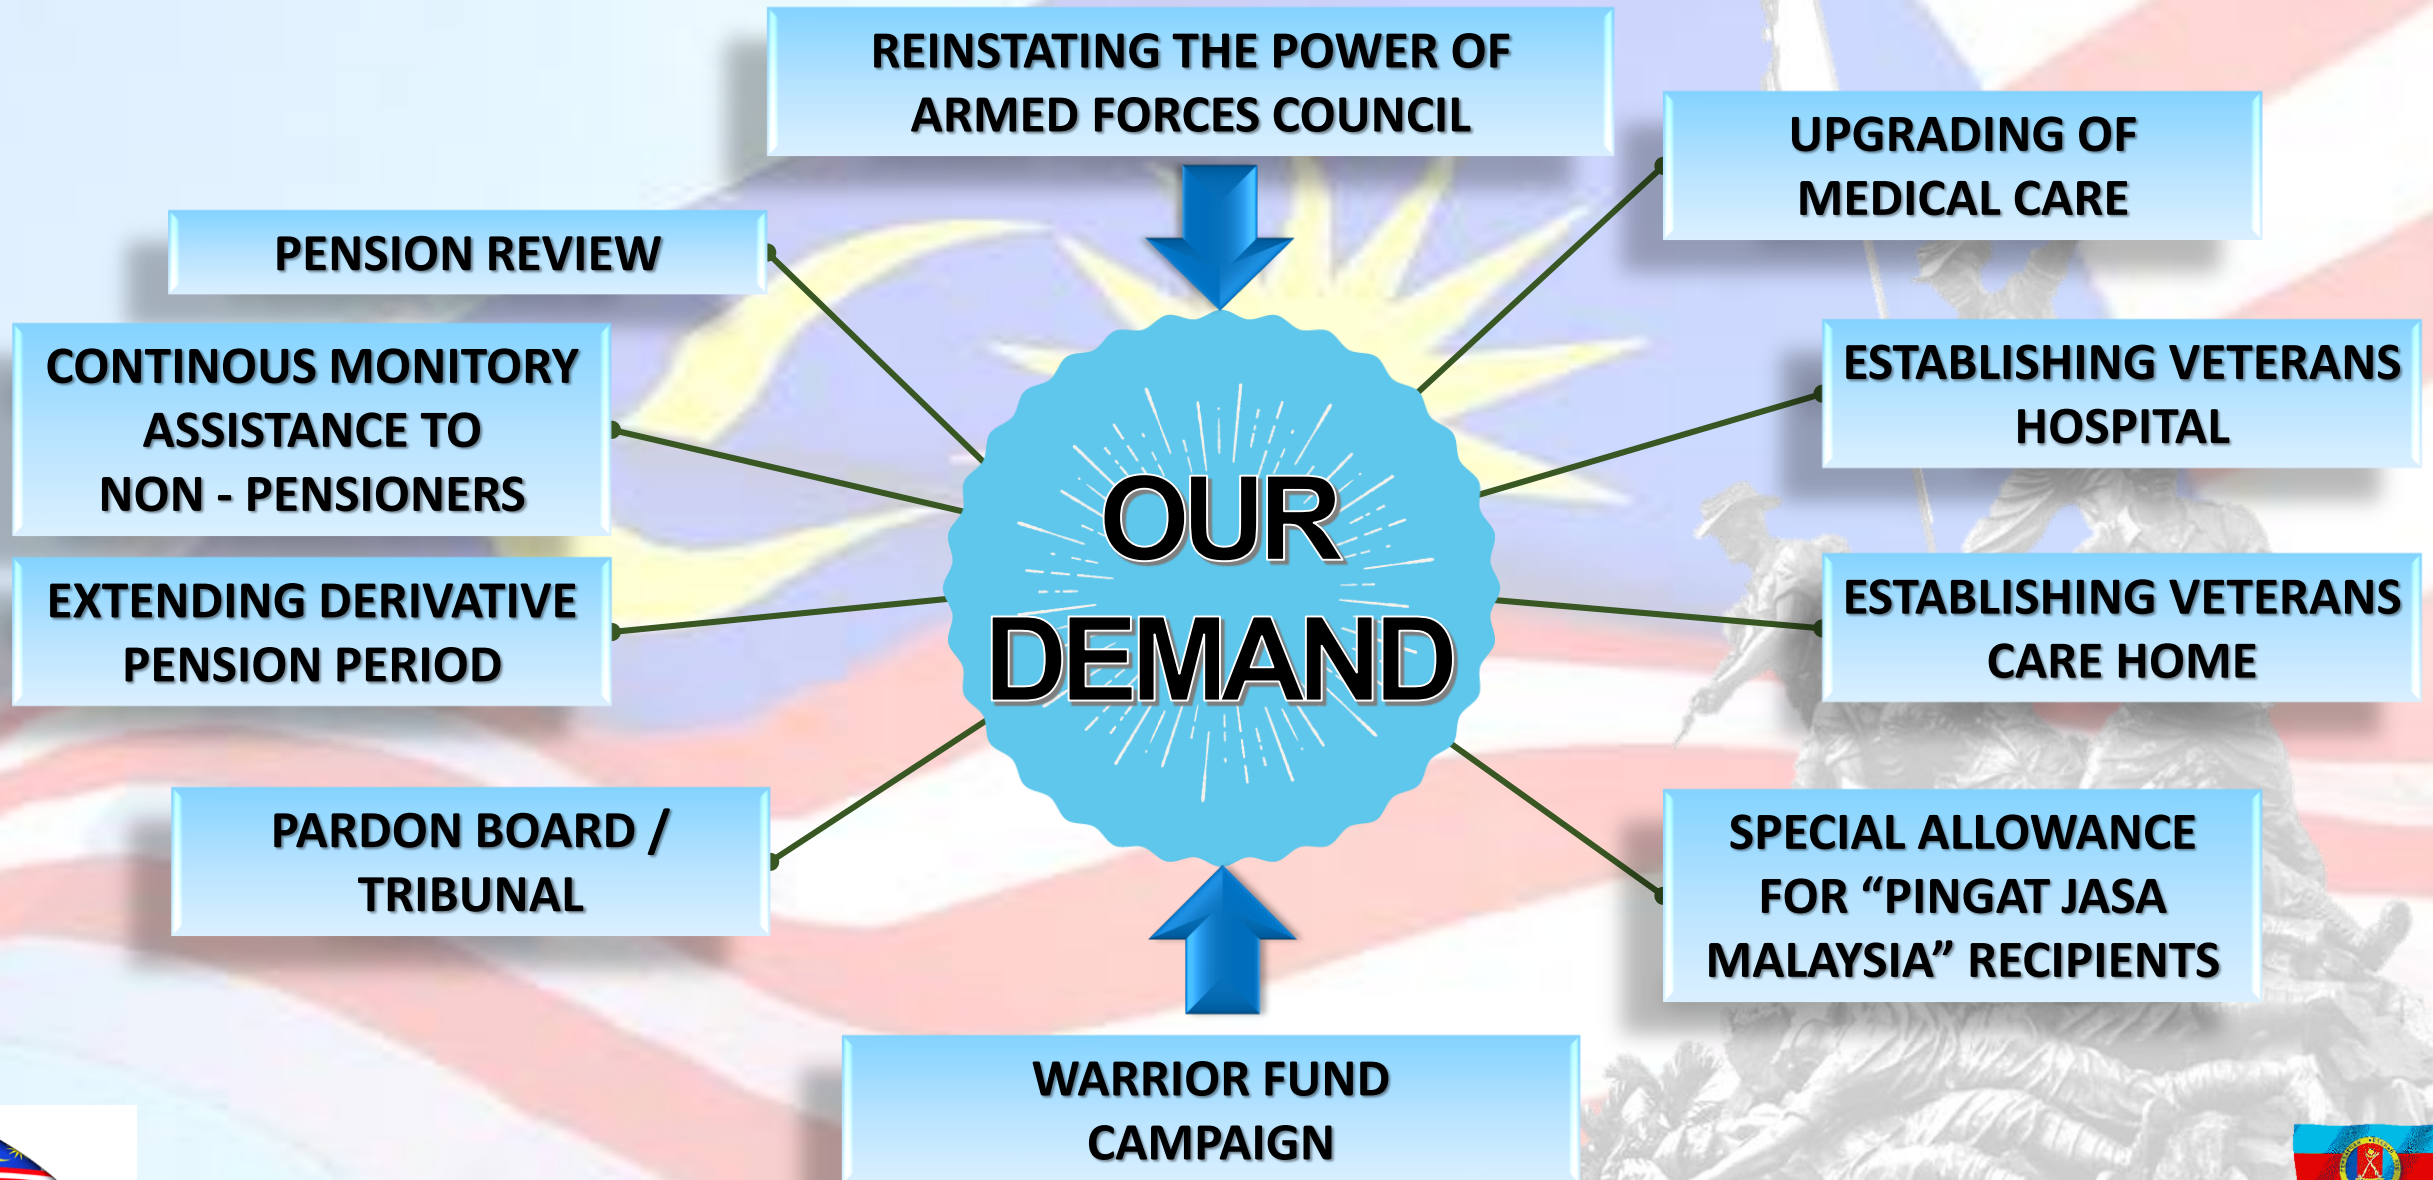 REINSTATING THE POWER OF
ARMED FORCES COUNCIL
UPGRADING OF
MEDICAL CARE
PENSION REVIEW
CONTINOUS MONITORY
ASSISTANCE TO
NON - PENSIONERS
ESTABLISHING VETERANS
HOSPITAL
OUR
DEMAND
EXTENDING DERIVATIVE
PENSION PERIOD
ESTABLISHING VETERANS
CARE HOME
PARDON BOARD /
TRIBUNAL
SPECIAL ALLOWANCE
FOR “PINGAT JASA
MALAYSIA” RECIPIENTS
WARRIOR FUND
CAMPAIGN